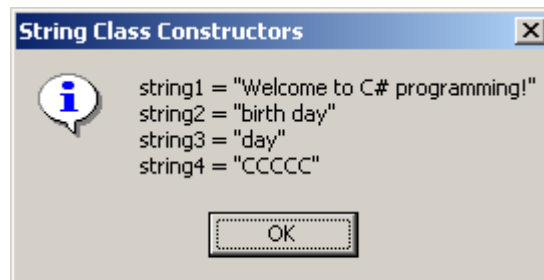 String Class Constructors
string1 = "Welcome to C# programming!"
string2 = "birth day"
string3 = "day"
string4 = "CCCCC"
OK